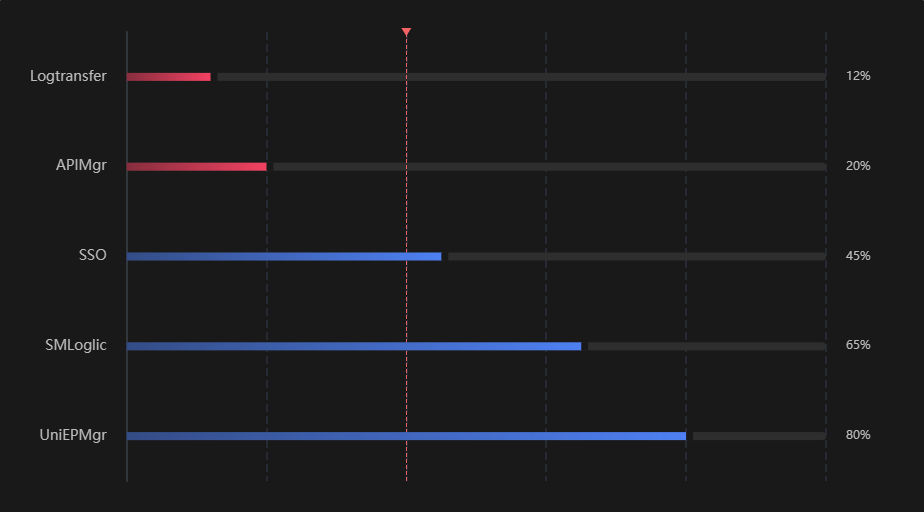 Logtransfer 12%
APIMgr 20%
SSO 45%
SMLoglic 65%
UniEPMgr 80%